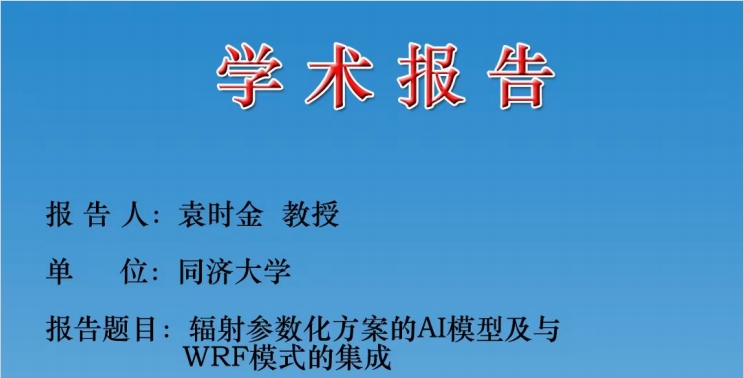 学术报告
报 告 人：袁时金 教授
单 位：同济大学
报告题目：辐射参数化方案的AI模型及与
WRF模式的集成